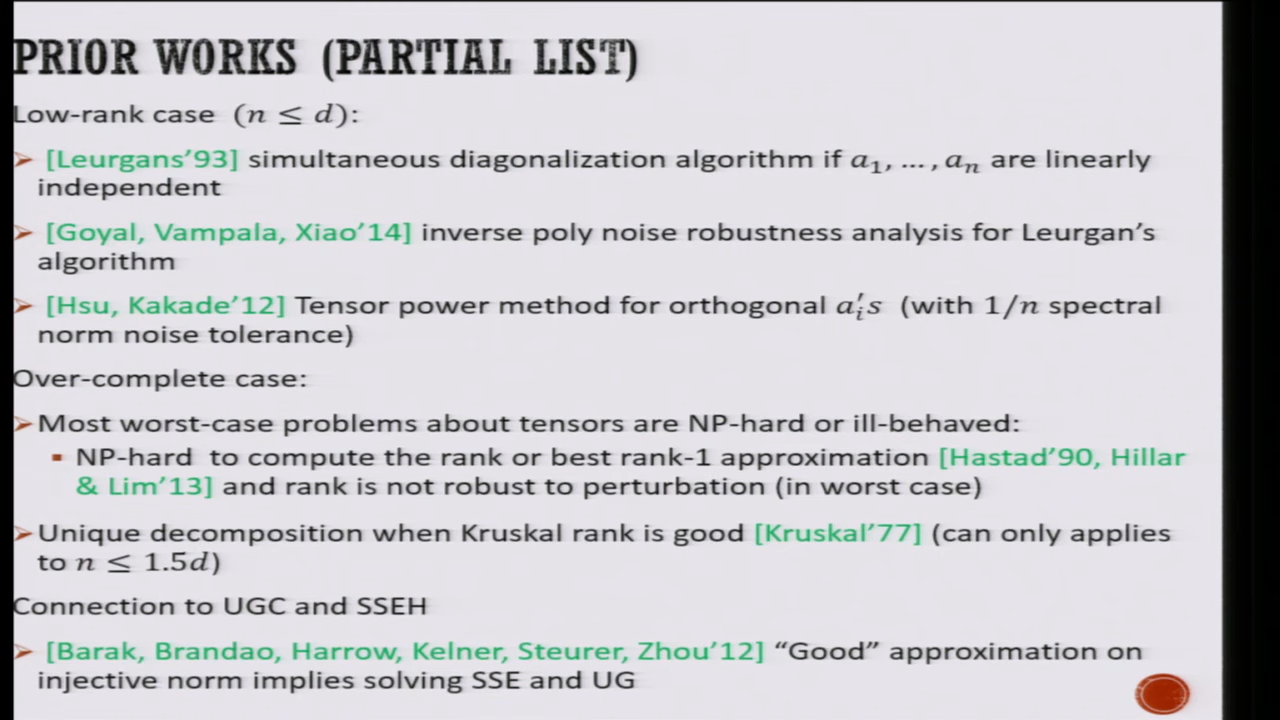 PRIOR WORKS (PARTIAL LIST)
Low-rank case (n ≤ d):
➢ [Leurgans'93] simultaneous diagonalization algorithm if a₁, … , aₙ are linearly
independent
➢ [Goyal, Vampala, Xiao'14] inverse poly noise robustness analysis for Leurgan's
algorithm
➢ [Hsu, Kakade'12] Tensor power method for orthogonal a′ᵢs (with 1/n spectral
norm noise tolerance)
Over-complete case:
➢ Most worst-case problems about tensors are NP-hard or ill-behaved:
▪ NP-hard to compute the rank or best rank-1 approximation [Hastad'90, Hillar
& Lim'13] and rank is not robust to perturbation (in worst case)
➢ Unique decomposition when Kruskal rank is good [Kruskal'77] (can only applies
to n ≤ 1.5d)
Connection to UGC and SSEH
➢ [Barak, Brandao, Harrow, Kelner, Steurer, Zhou'12] “Good” approximation on
injective norm implies solving SSE and UG